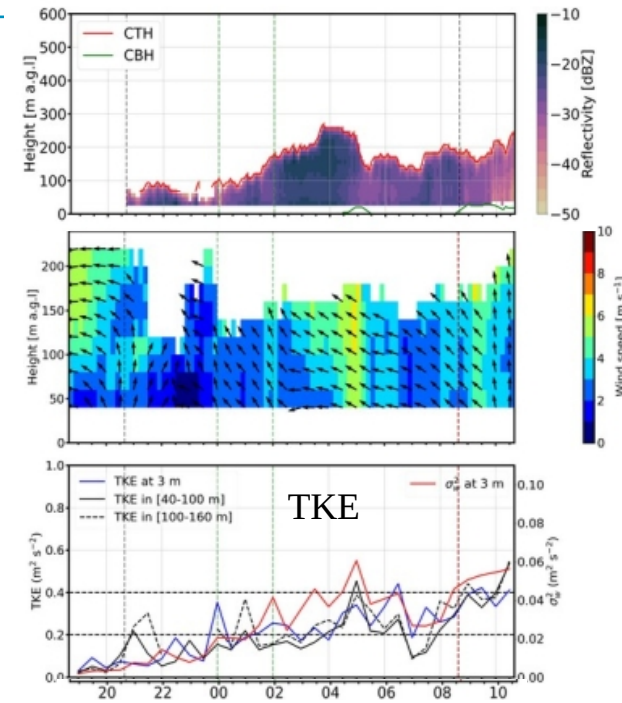 600
500
400
300
200
100
0
Height [m a.g.l]
CTH
CBH
−10
−20
−30
−40
−50
Reflectivity [dBZ]
200
150
100
50
0
Height [m a.g.l]
10
8
6
4
2
0
Wind speed [m s⁻¹]
1.0
0.8
0.6
0.4
0.2
0.0
TKE (m² s⁻²)
TKE at 3 m
TKE in [40-100 m]
TKE in [100-160 m]
TKE
σ²w at 3 m
0.10
0.08
0.06
0.04
0.02
0.00
σ²w (m² s⁻²)
20 22 00 02 04 06 08 10